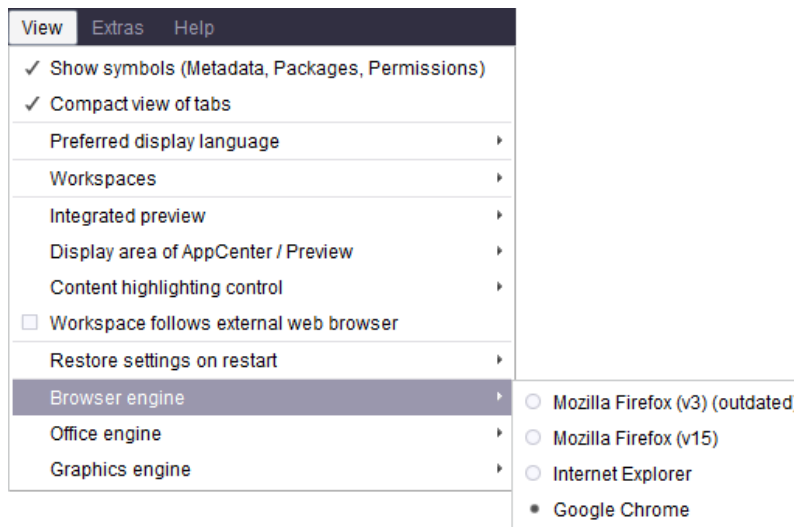 View Extras Help
Show symbols (Metadata, Packages, Permissions)
Compact view of tabs
Preferred display language
Workspaces
Integrated preview
Display area of AppCenter / Preview
Content highlighting control
Workspace follows external web browser
Restore settings on restart
Browser engine
Office engine
Graphics engine
Mozilla Firefox (v3) (outdated)
Mozilla Firefox (v15)
Internet Explorer
Google Chrome